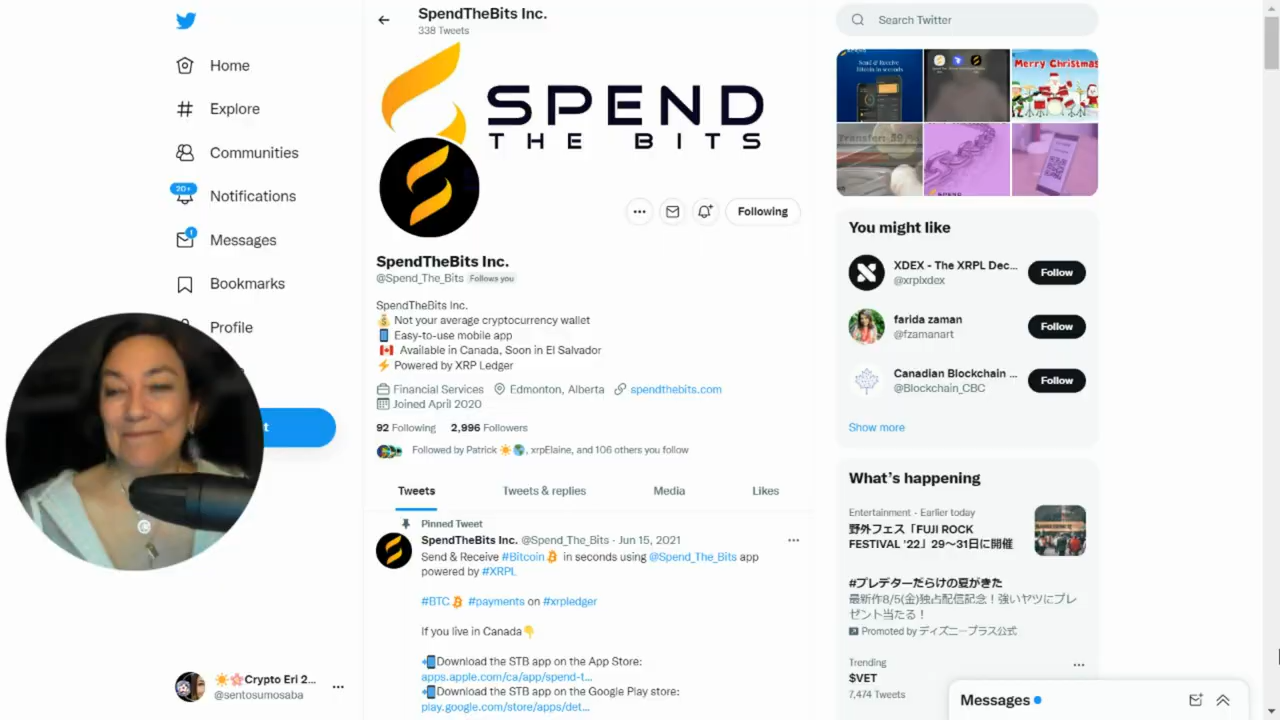 SpendTheBits Inc.
338 Tweets
SPEND
THE BITS
Following
SpendTheBits Inc.
@Spend_The_Bits Follows you
SpendTheBits Inc.
💰 Not your average cryptocurrency wallet
📱 Easy-to-use mobile app
🇨🇦 Available in Canada, Soon in El Salvador
⚡ Powered by XRP Ledger
Financial Services Edmonton, Alberta spendthebits.com
Joined April 2020
92 Following 2,996 Followers
Followed by Patrick ☀️🌎, xrpElaine, and 106 others you follow
Tweets Tweets & replies Media Likes
Pinned Tweet
SpendTheBits Inc. @Spend_The_Bits · Jun 15, 2021
Send & Receive #Bitcoin in seconds using @Spend_The_Bits app
powered by #XRPL
#BTC #payments on #xrpledger
If you live in Canada👇
📲Download the STB app on the App Store:
apps.apple.com/ca/app/spend-t...
📲Download the STB app on the Google Play store:
play.google.com/store/apps/det...
Home
Explore
Communities
20+
Notifications
1
Messages
Bookmarks
Profile
t
☀️🌸Crypto Eri 2...
@sentosumosaba
Search Twitter
Send & Receive
Bitcoin in seconds
Merry Christmas
SPEND
You might like
XDEX - The XRPL Dec...
@xrplxdex
Follow
farida zaman
@fzamanart
Follow
Canadian Blockchain ...
@Blockchain_CBC
Follow
Show more
What's happening
Entertainment · Earlier today
野外フェス「FUJI ROCK
FESTIVAL '22」29〜31日に開催
#プレデターだらけの夏がきた
最新作8/5(金)独占配信記念！強いヤツにプレ
ゼント当たる！
Promoted by ディズニープラス公式
Trending
$VET
7,474 Tweets
Messages